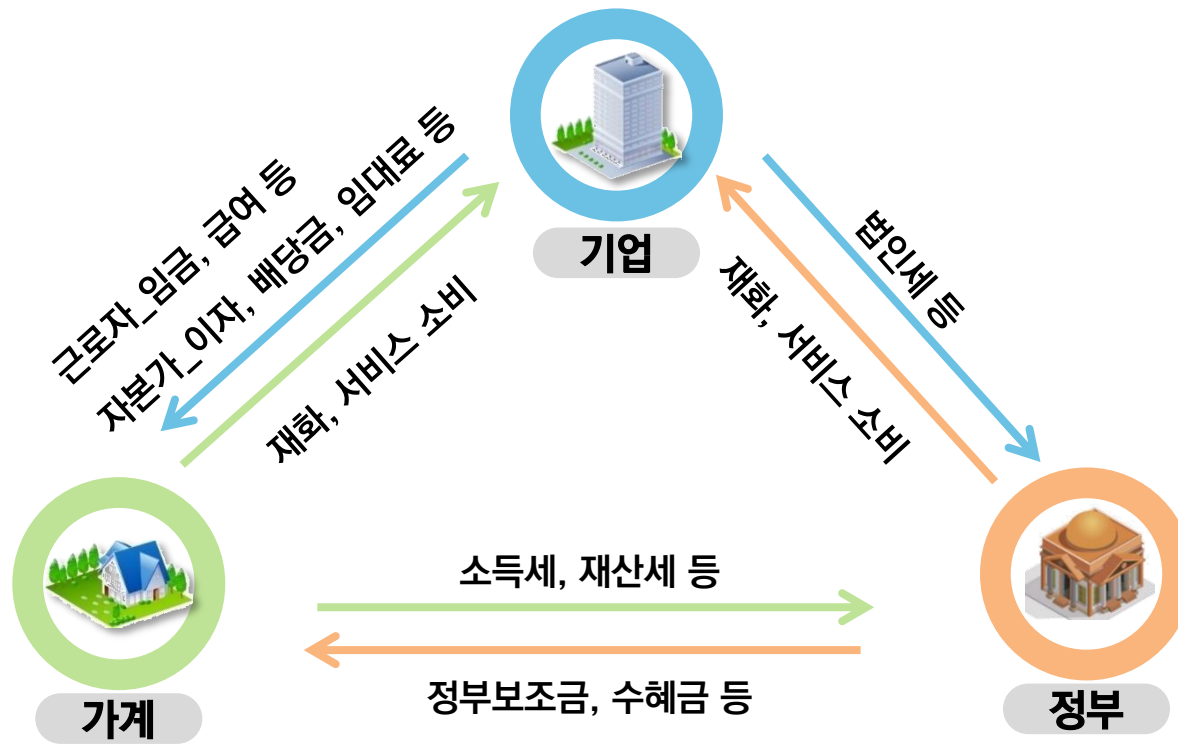 기업
근로자_임금, 급여 등
자본가_이자, 배당금, 임대료 등
재화, 서비스 소비
법인세 등
재화, 서비스 소비
소득세, 재산세 등
정부보조금, 수혜금 등
가계
정부